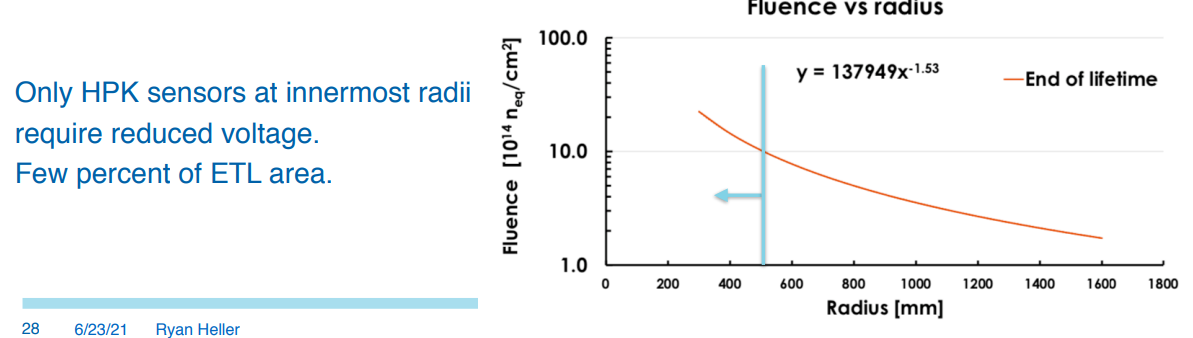 Only HPK sensors at innermost radii
require reduced voltage.
Few percent of ETL area.
28 6/23/21 Ryan Heller
Fluence vs radius
Fluence [10¹⁴ nₑq/cm²]
100.0
10.0
1.0
y = 137949x⁻¹·⁵³
End of lifetime
0 200 400 600 800 1000 1200 1400 1600 1800
Radius [mm]